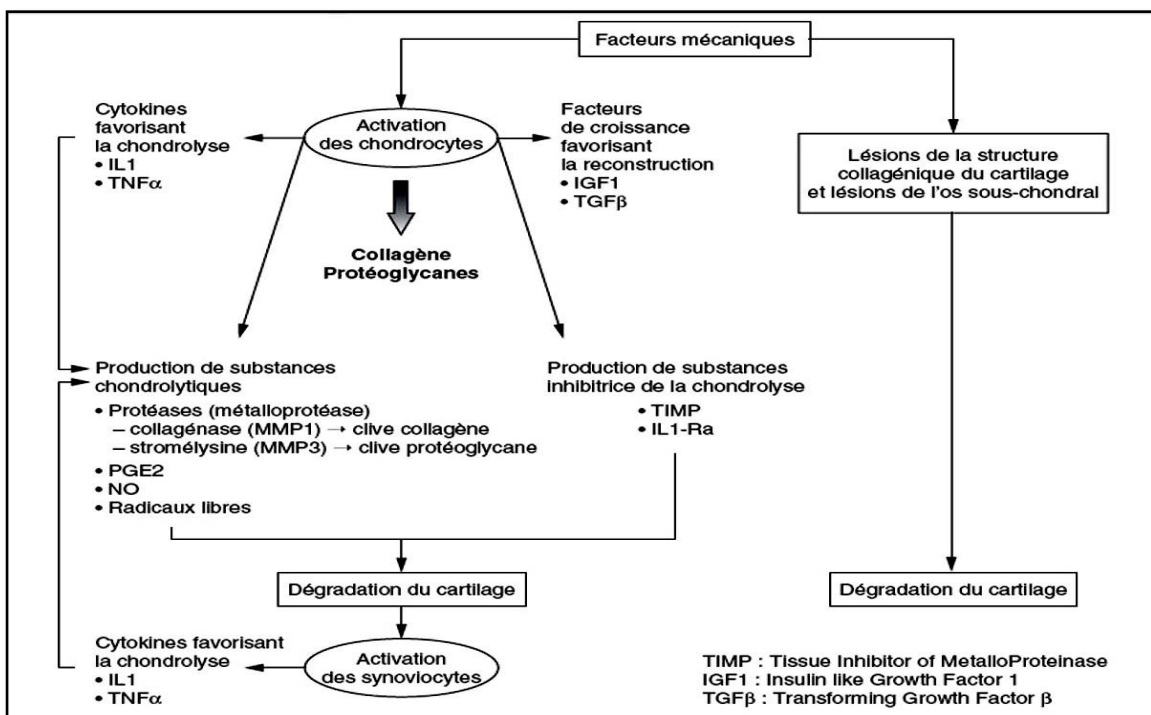 Facteurs mécaniques
Cytokines
favorisant
la chondrolyse
• IL1
• TNFα
Activation
des chondrocytes
Facteurs
de croissance
favorisant
la reconstruction
• IGF1
• TGFβ
Lésions de la structure
collagénique du cartilage
et lésions de l'os sous-chondral
Collagène
Protéoglycanes
Production de substances
chondrolytiques
• Protéases (métalloprotéase)
– collagénase (MMP1) → clive collagène
– stromélysine (MMP3) → clive protéoglycane
• PGE2
• NO
• Radicaux libres
Production de substances
inhibitrice de la chondrolyse
• TIMP
• IL1-Ra
Dégradation du cartilage
Dégradation du cartilage
Cytokines favorisant
la chondrolyse
• IL1
• TNFα
Activation
des synoviocytes
TIMP : Tissue Inhibitor of MetalloProteinase
IGF1 : Insulin like Growth Factor 1
TGFβ : Transforming Growth Factor β